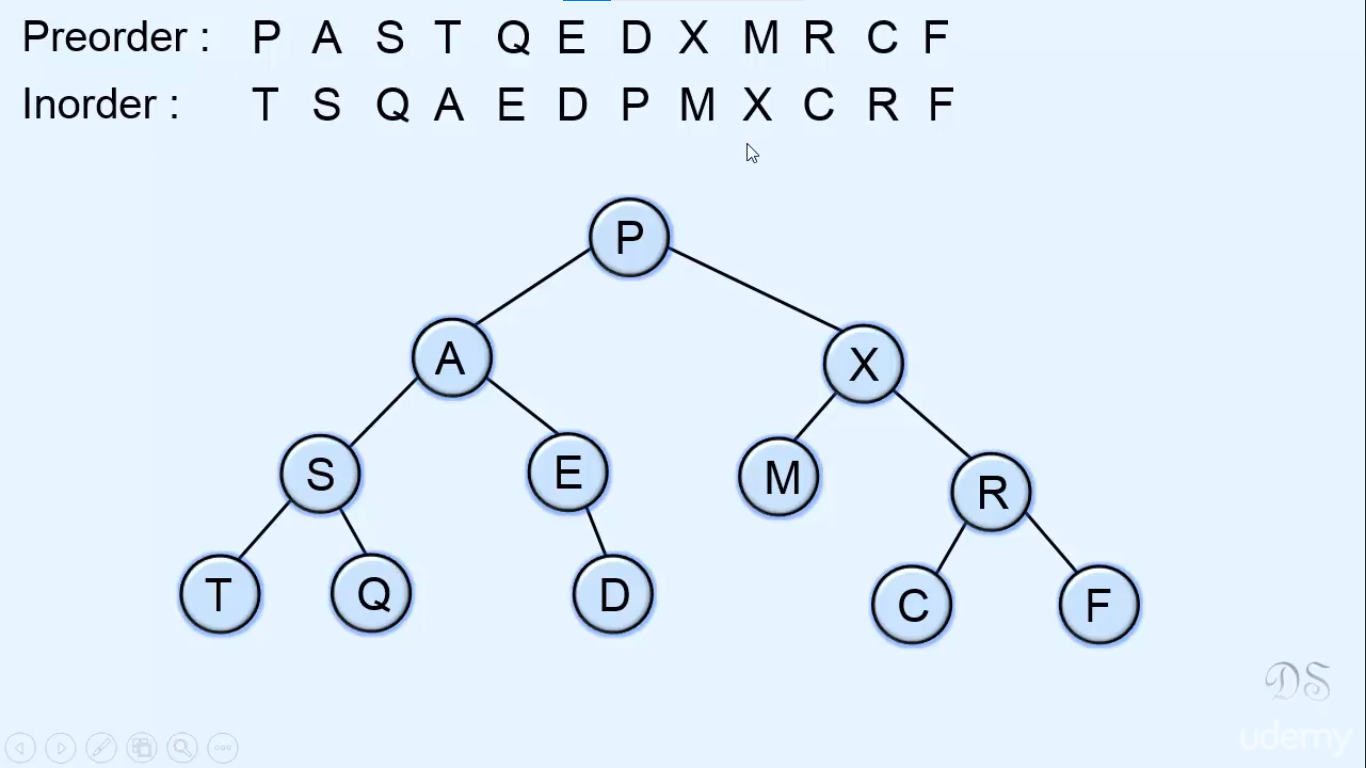 Preorder : P A S T Q E D X M R C F
Inorder : T S Q A E D P M X C R F
P
A
X
S
E
M
R
T
Q
D
C
F
DS
udemy